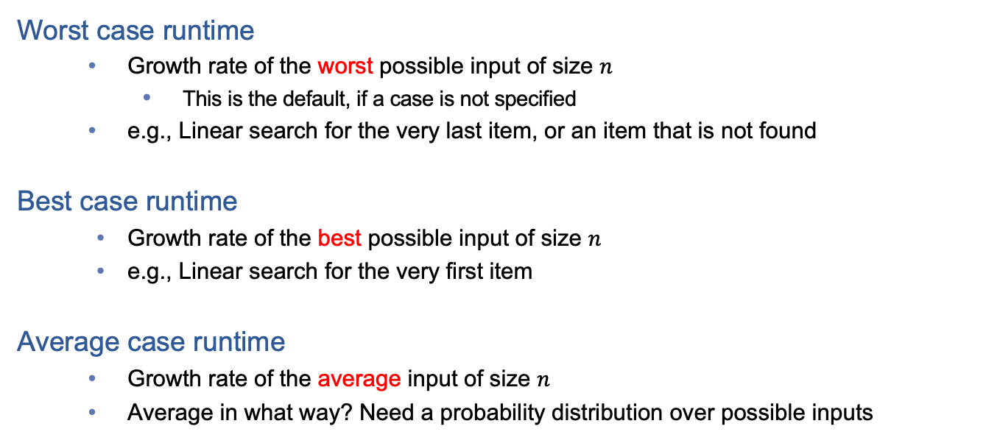 Worst case runtime
• Growth rate of the worst possible input of size n
• This is the default, if a case is not specified
• e.g., Linear search for the very last item, or an item that is not found
Best case runtime
• Growth rate of the best possible input of size n
• e.g., Linear search for the very first item
Average case runtime
• Growth rate of the average input of size n
• Average in what way? Need a probability distribution over possible inputs